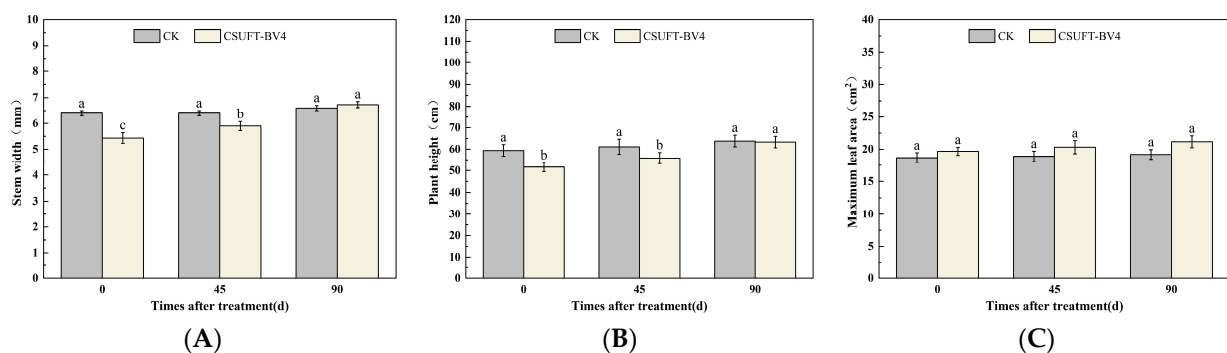 10
9
8
7
6
5
4
3
2
1
0
Stem width（mm）
CK CSUFT-BV4
a c a b a a
0 45 90
Times after treatment(d)
(A)
120
110
100
90
80
70
60
50
40
30
20
10
0
Plant height（cm）
CK CSUFT-BV4
a b a b a a
0 45 90
Times after treatment(d)
(B)
40
35
30
25
20
15
10
5
0
Maximum leaf area（cm²）
CK CSUFT-BV4
a a a a a a
0 45 90
Times after treatment(d)
(C)